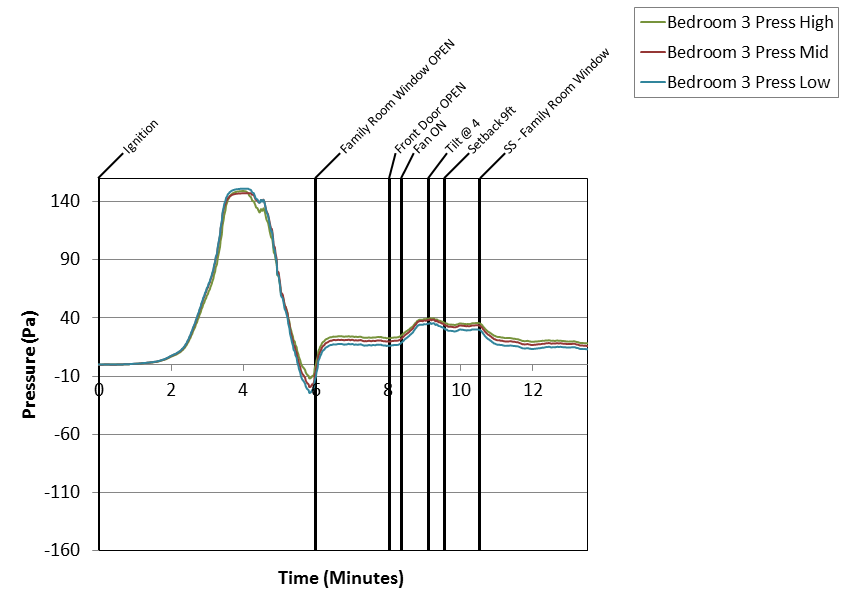 Bedroom 3 Press High
Bedroom 3 Press Mid
Bedroom 3 Press Low
Ignition
Family Room Window OPEN
Front Door OPEN
Fan ON
Tilt @ 4
Setback 9ft
SS - Family Room Window
Pressure (Pa)
140
90
40
-10
-60
-110
-160
0 2 4 6 8 10 12
Time (Minutes)